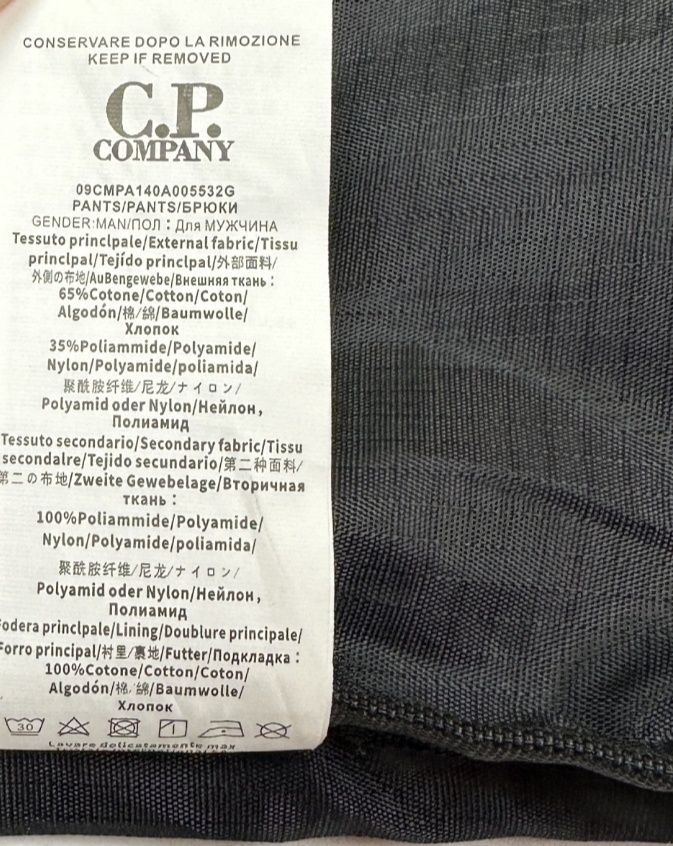 CONSERVARE DOPO LA RIMOZIONE
KEEP IF REMOVED
C.P.
COMPANY
09CMPA140A005532G
PANTS/PANTS/БРЮКИ
GENDER:MAN/ПОЛ：Для МУЖЧИНА
Tessuto princlpale/External fabric/Tissu
princlpal/Tejído princlpal/外部面料/
外側の布地/AuBengewebe/Внешняя ткань：
65%Cotone/Cotton/Coton/
Algodón/棉/綿/Baumwolle/
Хлопок
35%Poliammide/Polyamide/
Nylon/Polyamide/poliamida/
聚酰胺纤维/尼龙/ナイロン/
Polyamid oder Nylon/Нейлон,
Полиамид
Tessuto secondario/Secondary fabric/Tissu
secondalre/Tejido secundario/第二种面料/
第二の布地/Zweite Gewebelage/Вторичная
ткань：
100%Poliammide/Polyamide/
Nylon/Polyamide/poliamida/
聚酰胺纤维/尼龙/ナイロン/
Polyamid oder Nylon/Нейлон,
Полиамид
Fodera princlpale/Lining/Doublure principale/
Forro principal/衬里/裏地/Futter/Подкладка：
100%Cotone/Cotton/Coton/
Algodón/棉/綿/Baumwolle/
Хлопок
30
Lavare delicatamente max